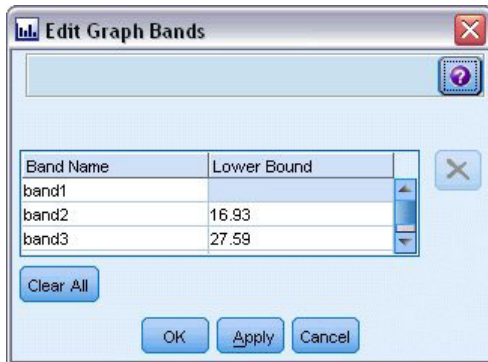 Edit Graph Bands
Band Name Lower Bound
band1
band2 16.93
band3 27.59
Clear All
OK Apply Cancel